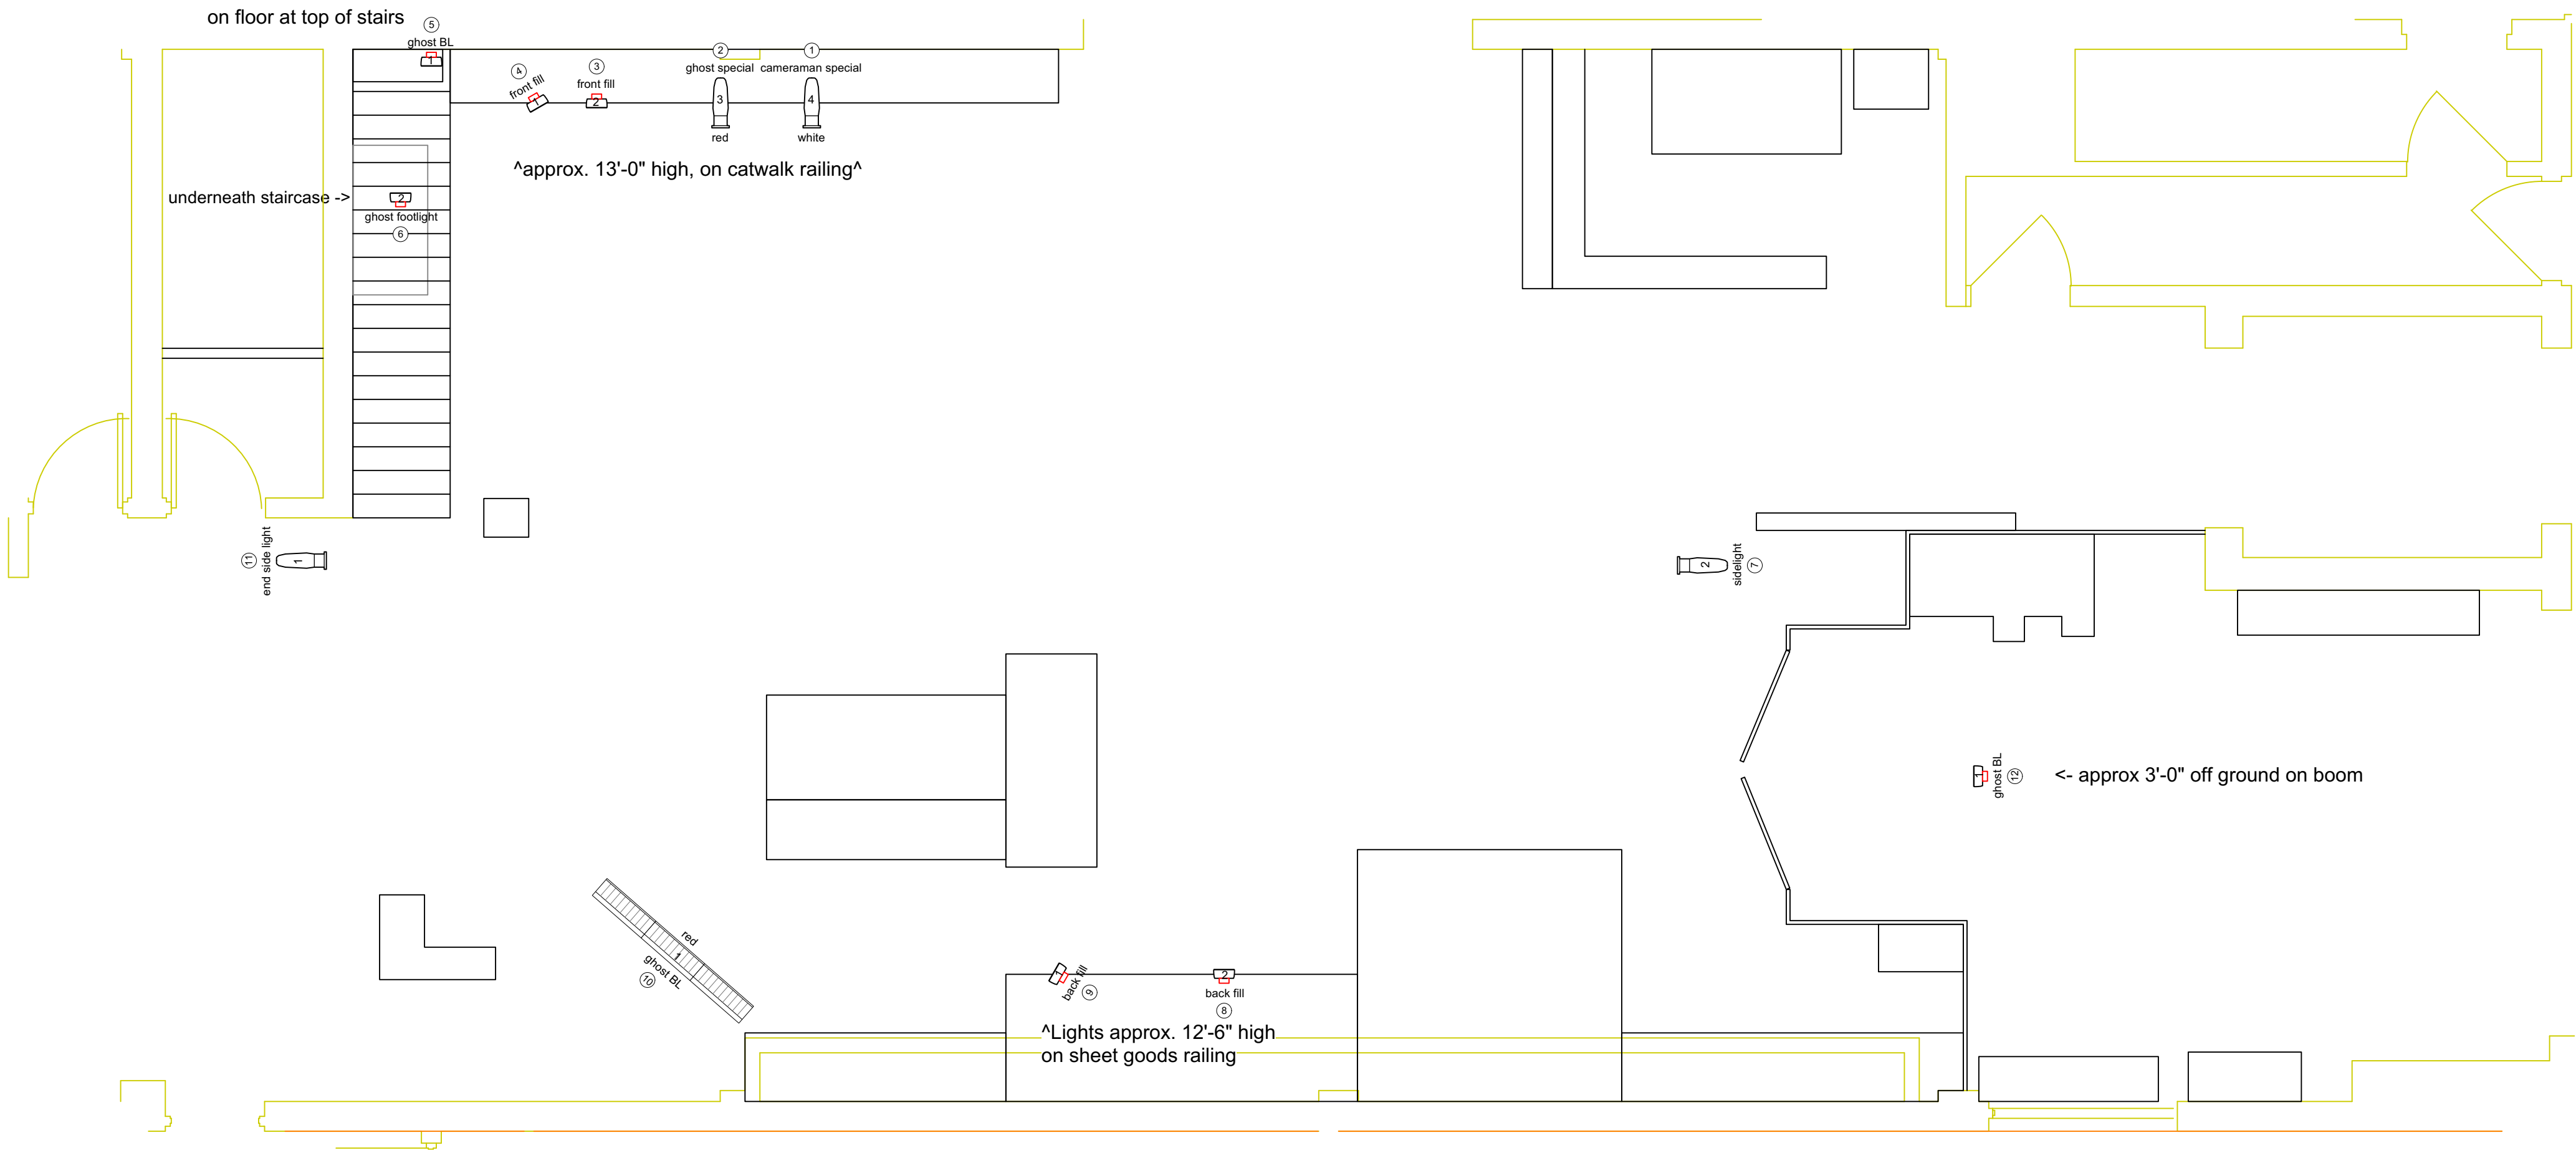 on floor at top of stairs
5
ghost BL
1
4
front fill
1
3
front fill
2
2
ghost special
3
red
1
cameraman special
4
white
^approx. 13'-0" high, on catwalk railing^
underneath staircase ->
2
ghost footlight
6
11
end side light
1
2
sidelight
7
1
ghost BL
12
<- approx 3'-0" off ground on boom
red
1
ghost BL
10
1
back fill
9
2
back fill
8
^Lights approx. 12'-6" high
on sheet goods railing